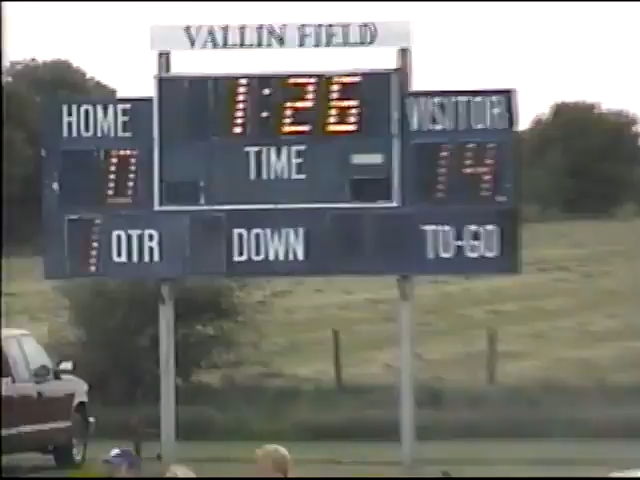 VALLIN FIELD
HOME 1:26 VISITOR
0 TIME 14
1 QTR DOWN TO-GO